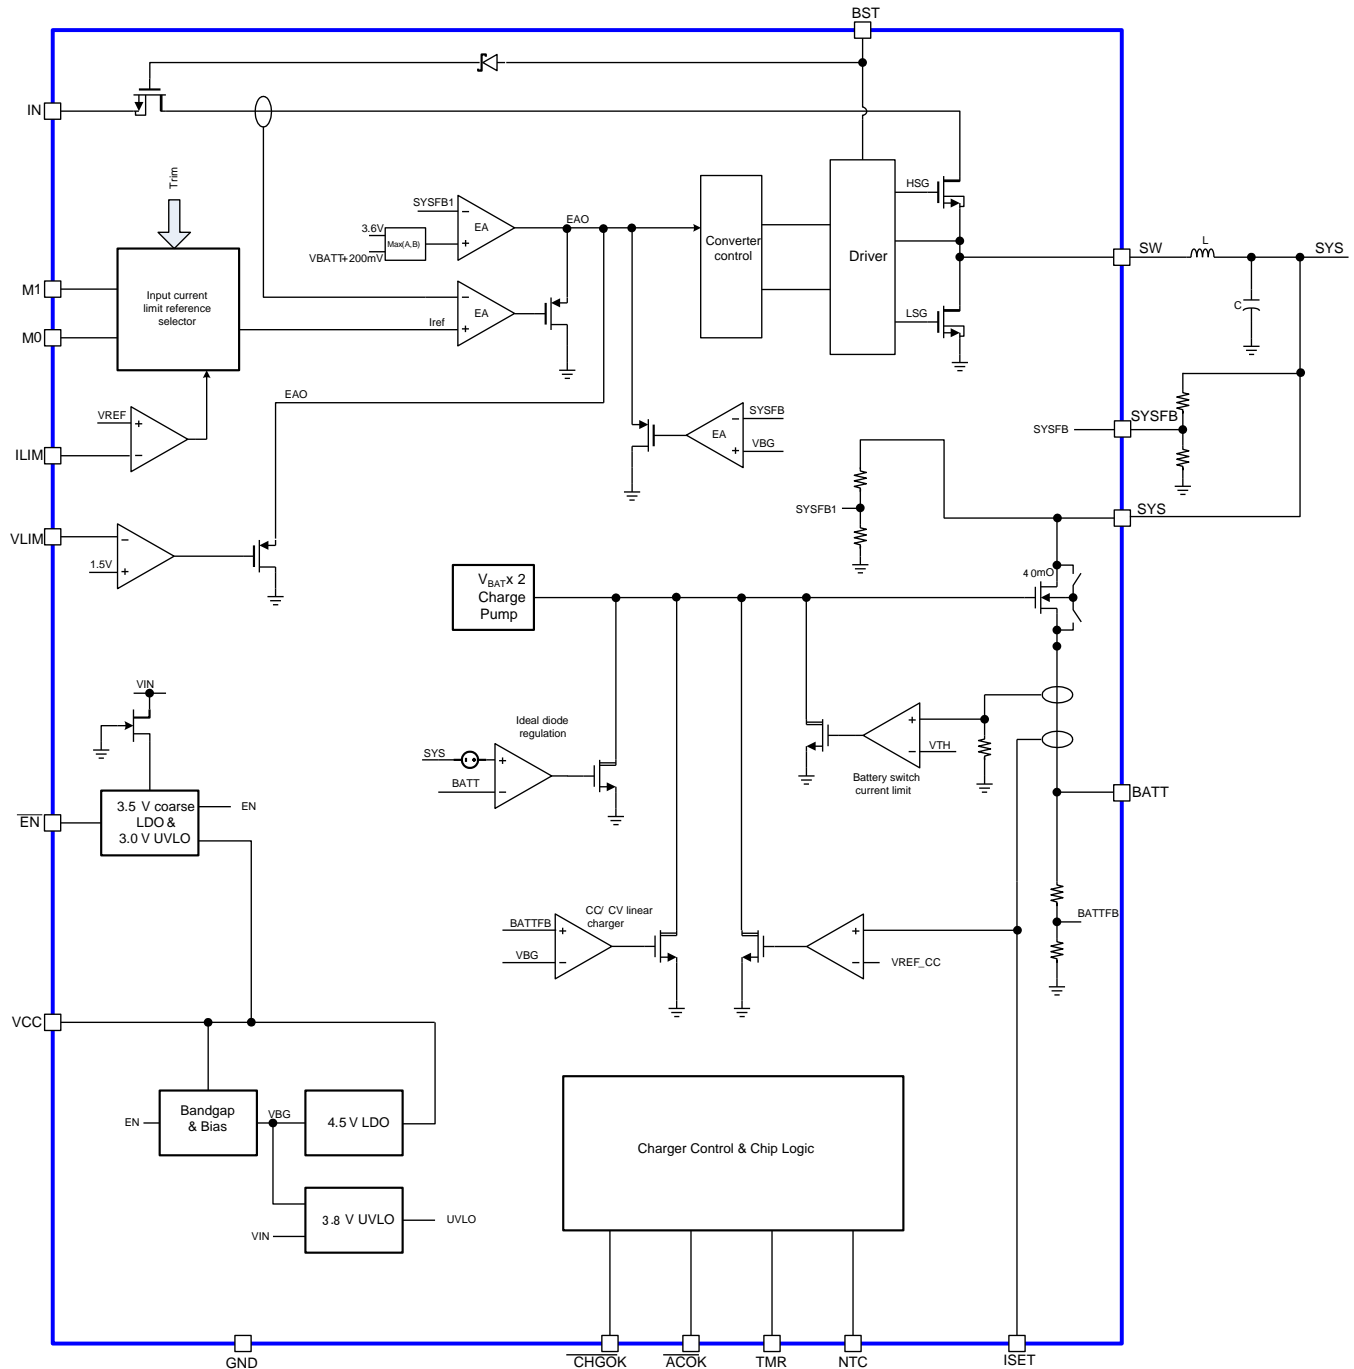 BST
IN
Trim
HSG
SYSFB1
EAO
EA
3.6V
Max(A,B)
VBATT+200mV
Converter
control
Driver
SW
L
SYS
C
M1
M0
Input current
limit reference
selector
Iref
EA
LSG
EAO
VREF
ILIM
SYSFB
EA
VBG
SYSFB
SYSFB
SYSFB1
SYS
VLIM
1.5V
VBATx 2
Charge
Pump
40mO
VIN
Ideal diode
regulation
SYS
BATT
VTH
Battery switch
current limit
BATT
EN
3.5 V coarse
LDO &
3.0 V UVLO
EN
CC/ CV linear
charger
BATTFB
VBG
VREF_CC
BATTFB
VCC
EN
Bandgap
& Bias
VBG
4.5 V LDO
Charger Control & Chip Logic
VIN
3.8 V UVLO
UVLO
GND
CHGOK
ACOK
TMR
NTC
ISET